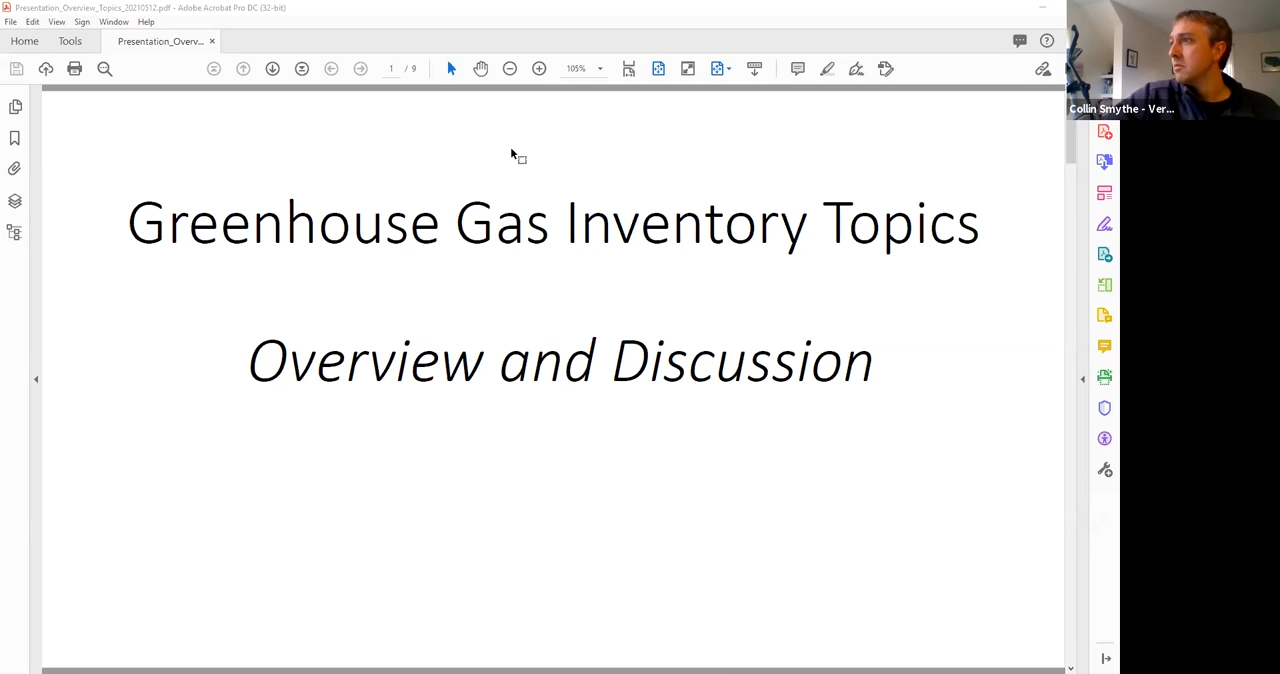 Presentation_Overview_Topics_20210512.pdf - Adobe Acrobat Pro DC (32-bit)
File Edit View Sign Window Help
Home Tools Presentation_Overv... ×
1 / 9 105%
Collin Smythe - Ver...
Greenhouse Gas Inventory Topics
Overview and Discussion